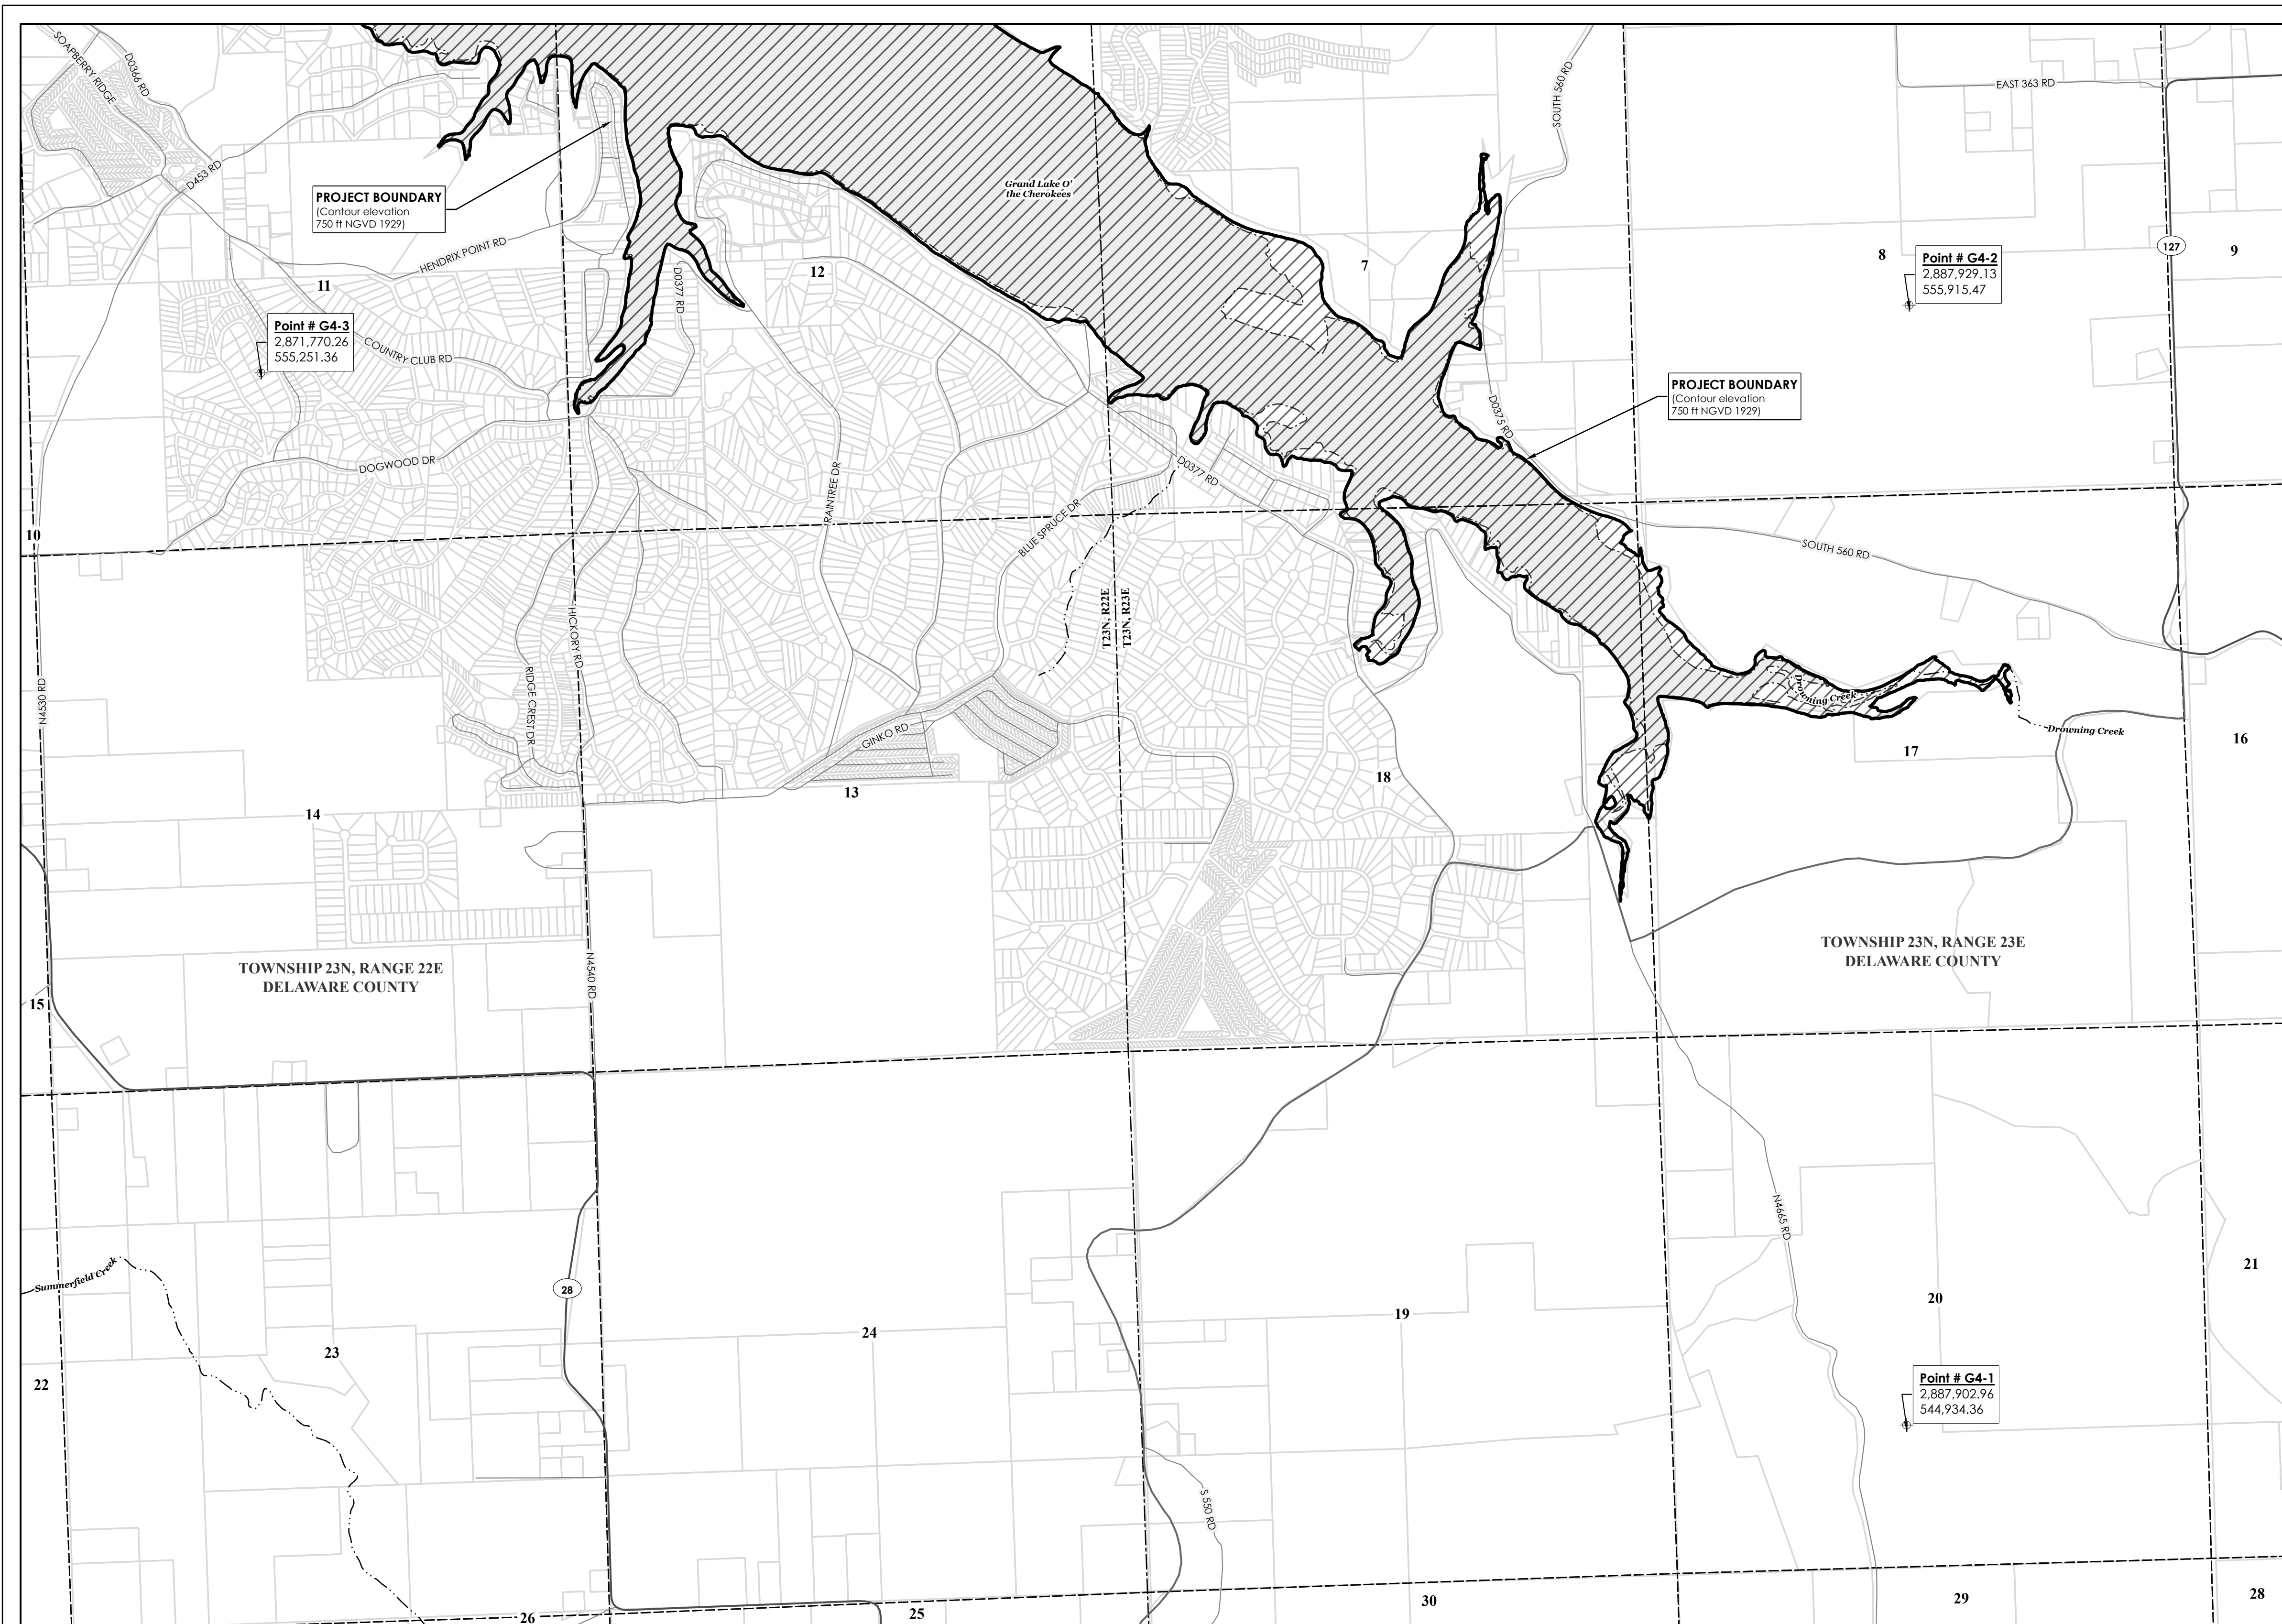 SOAPBERRY RIDGE
D0366 RD
D453 RD
SOUTH 560 RD
EAST 363 RD
PROJECT BOUNDARY
(Contour elevation
750 ft NGVD 1929)
Grand Lake O'
the Cherokees
HENDRIX POINT RD
11
12
7
8
9
127
Point # G4-2
2,887,929.13
555,915.47
D0377 RD
Point # G4-3
2,871,770.26
555,251.36
COUNTRY CLUB RD
PROJECT BOUNDARY
(Contour elevation
750 ft NGVD 1929)
D0375 RD
DOGWOOD DR
RAINTREE DR
D0377 RD
BLUE SPRUCE DR
10
SOUTH 560 RD
T23N, R22E
T23N, R23E
HICKORY RD
RIDGE CREST DR
N4530 RD
Drowning Creek
Drowning Creek
GINKO RD
17
16
18
13
14
TOWNSHIP 23N, RANGE 22E
DELAWARE COUNTY
N4540 RD
TOWNSHIP 23N, RANGE 23E
DELAWARE COUNTY
15
N4665 RD
Summerfield Creek
28
21
20
19
24
23
22
Point # G4-1
2,887,902.96
544,934.36
S 550 RD
26
25
30
29
28